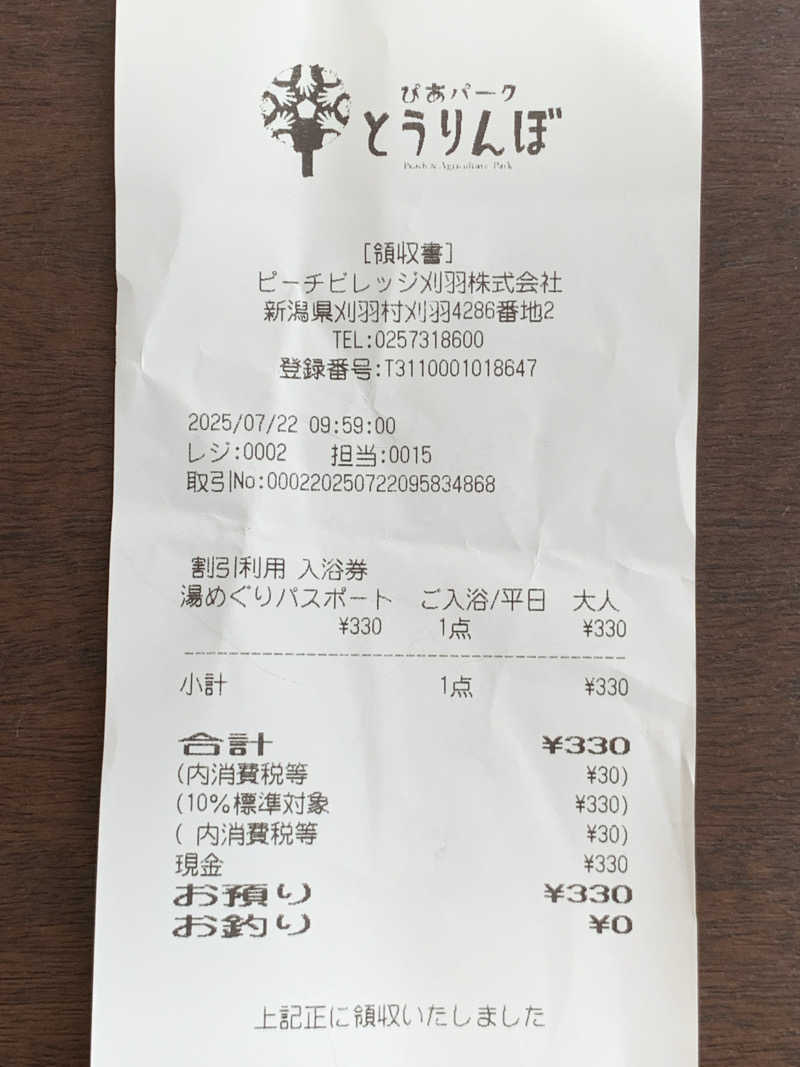 ぴあパーク
とうりんぼ
Peach & Agriculture Park
[領収書]
ピーチビレッジ刈羽株式会社
新潟県刈羽村刈羽4286番地2
TEL:0257318600
登録番号:T3110001018647
2025/07/22 09:59:00
レジ:0002 担当:0015
取引No:000220250722095834868
割引利用 入浴券
湯めぐりパスポート ご入浴/平日 大人
¥330 1点 ¥330
小計 1点 ¥330
合計 ¥330
(内消費税等 ¥30)
(10%標準対象 ¥330)
( 内消費税等 ¥30)
現金 ¥330
お預り ¥330
お釣り ¥0
上記正に領収いたしました